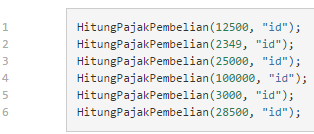 1 HitungPajakPembelian(12500, "id");
2 HitungPajakPembelian(2349, "id");
3 HitungPajakPembelian(25000, "id");
4 HitungPajakPembelian(100000, "id");
5 HitungPajakPembelian(3000, "id");
6 HitungPajakPembelian(28500, "id");